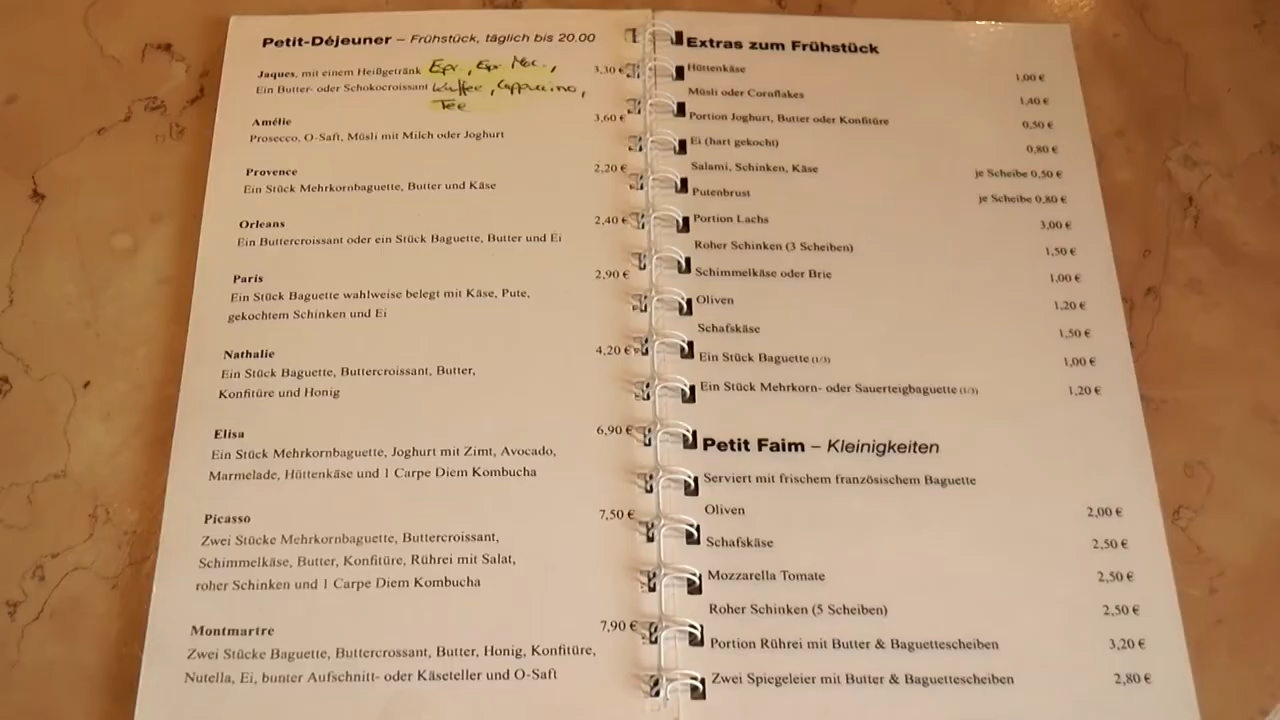 Petit-Déjeuner – Frühstück, täglich bis 20.00
Jaques, mit einem Heißgetränk Espr., Espr. Mac., 3,30 €
Ein Butter- oder Schokocroissant Kaffee, Cappuccino,
Tee
Amélie 3,60 €
Prosecco, O-Saft, Müsli mit Milch oder Joghurt
Provence 2,20 €
Ein Stück Mehrkornbaguette, Butter und Käse
Orleans 2,40 €
Ein Buttercroissant oder ein Stück Baguette, Butter und Ei
Paris 2,90 €
Ein Stück Baguette wahlweise belegt mit Käse, Pute,
gekochtem Schinken und Ei
Nathalie 4,20 €
Ein Stück Baguette, Buttercroissant, Butter,
Konfitüre und Honig
Elisa 6,90 €
Ein Stück Mehrkornbaguette, Joghurt mit Zimt, Avocado,
Marmelade, Hüttenkäse und 1 Carpe Diem Kombucha
Picasso 7,50 €
Zwei Stücke Mehrkornbaguette, Buttercroissant,
Schimmelkäse, Butter, Konfitüre, Rührei mit Salat,
roher Schinken und 1 Carpe Diem Kombucha
Montmartre 7,90 €
Zwei Stücke Baguette, Buttercrossant, Butter, Honig, Konfitüre,
Nutella, Ei, bunter Aufschnitt- oder Käseteller und O-Saft
Extras zum Frühstück
Hüttenkäse 1,00 €
Müsli oder Cornflakes 1,40 €
Portion Joghurt, Butter oder Konfitüre 0,50 €
Ei (hart gekocht) 0,80 €
Salami, Schinken, Käse je Scheibe 0,50 €
Putenbrust je Scheibe 0,80 €
Portion Lachs 3,00 €
Roher Schinken (3 Scheiben) 1,50 €
Schimmelkäse oder Brie 1,00 €
Oliven 1,20 €
Schafskäse 1,50 €
Ein Stück Baguette (1/3) 1,00 €
Ein Stück Mehrkorn- oder Sauerteigbaguette (1/3) 1,20 €
Petit Faim – Kleinigkeiten
Serviert mit frischem französischem Baguette
Oliven 2,00 €
Schafskäse 2,50 €
Mozzarella Tomate 2,50 €
Roher Schinken (5 Scheiben) 2,50 €
Portion Rührei mit Butter & Baguettescheiben 3,20 €
Zwei Spiegeleier mit Butter & Baguettescheiben 2,80 €